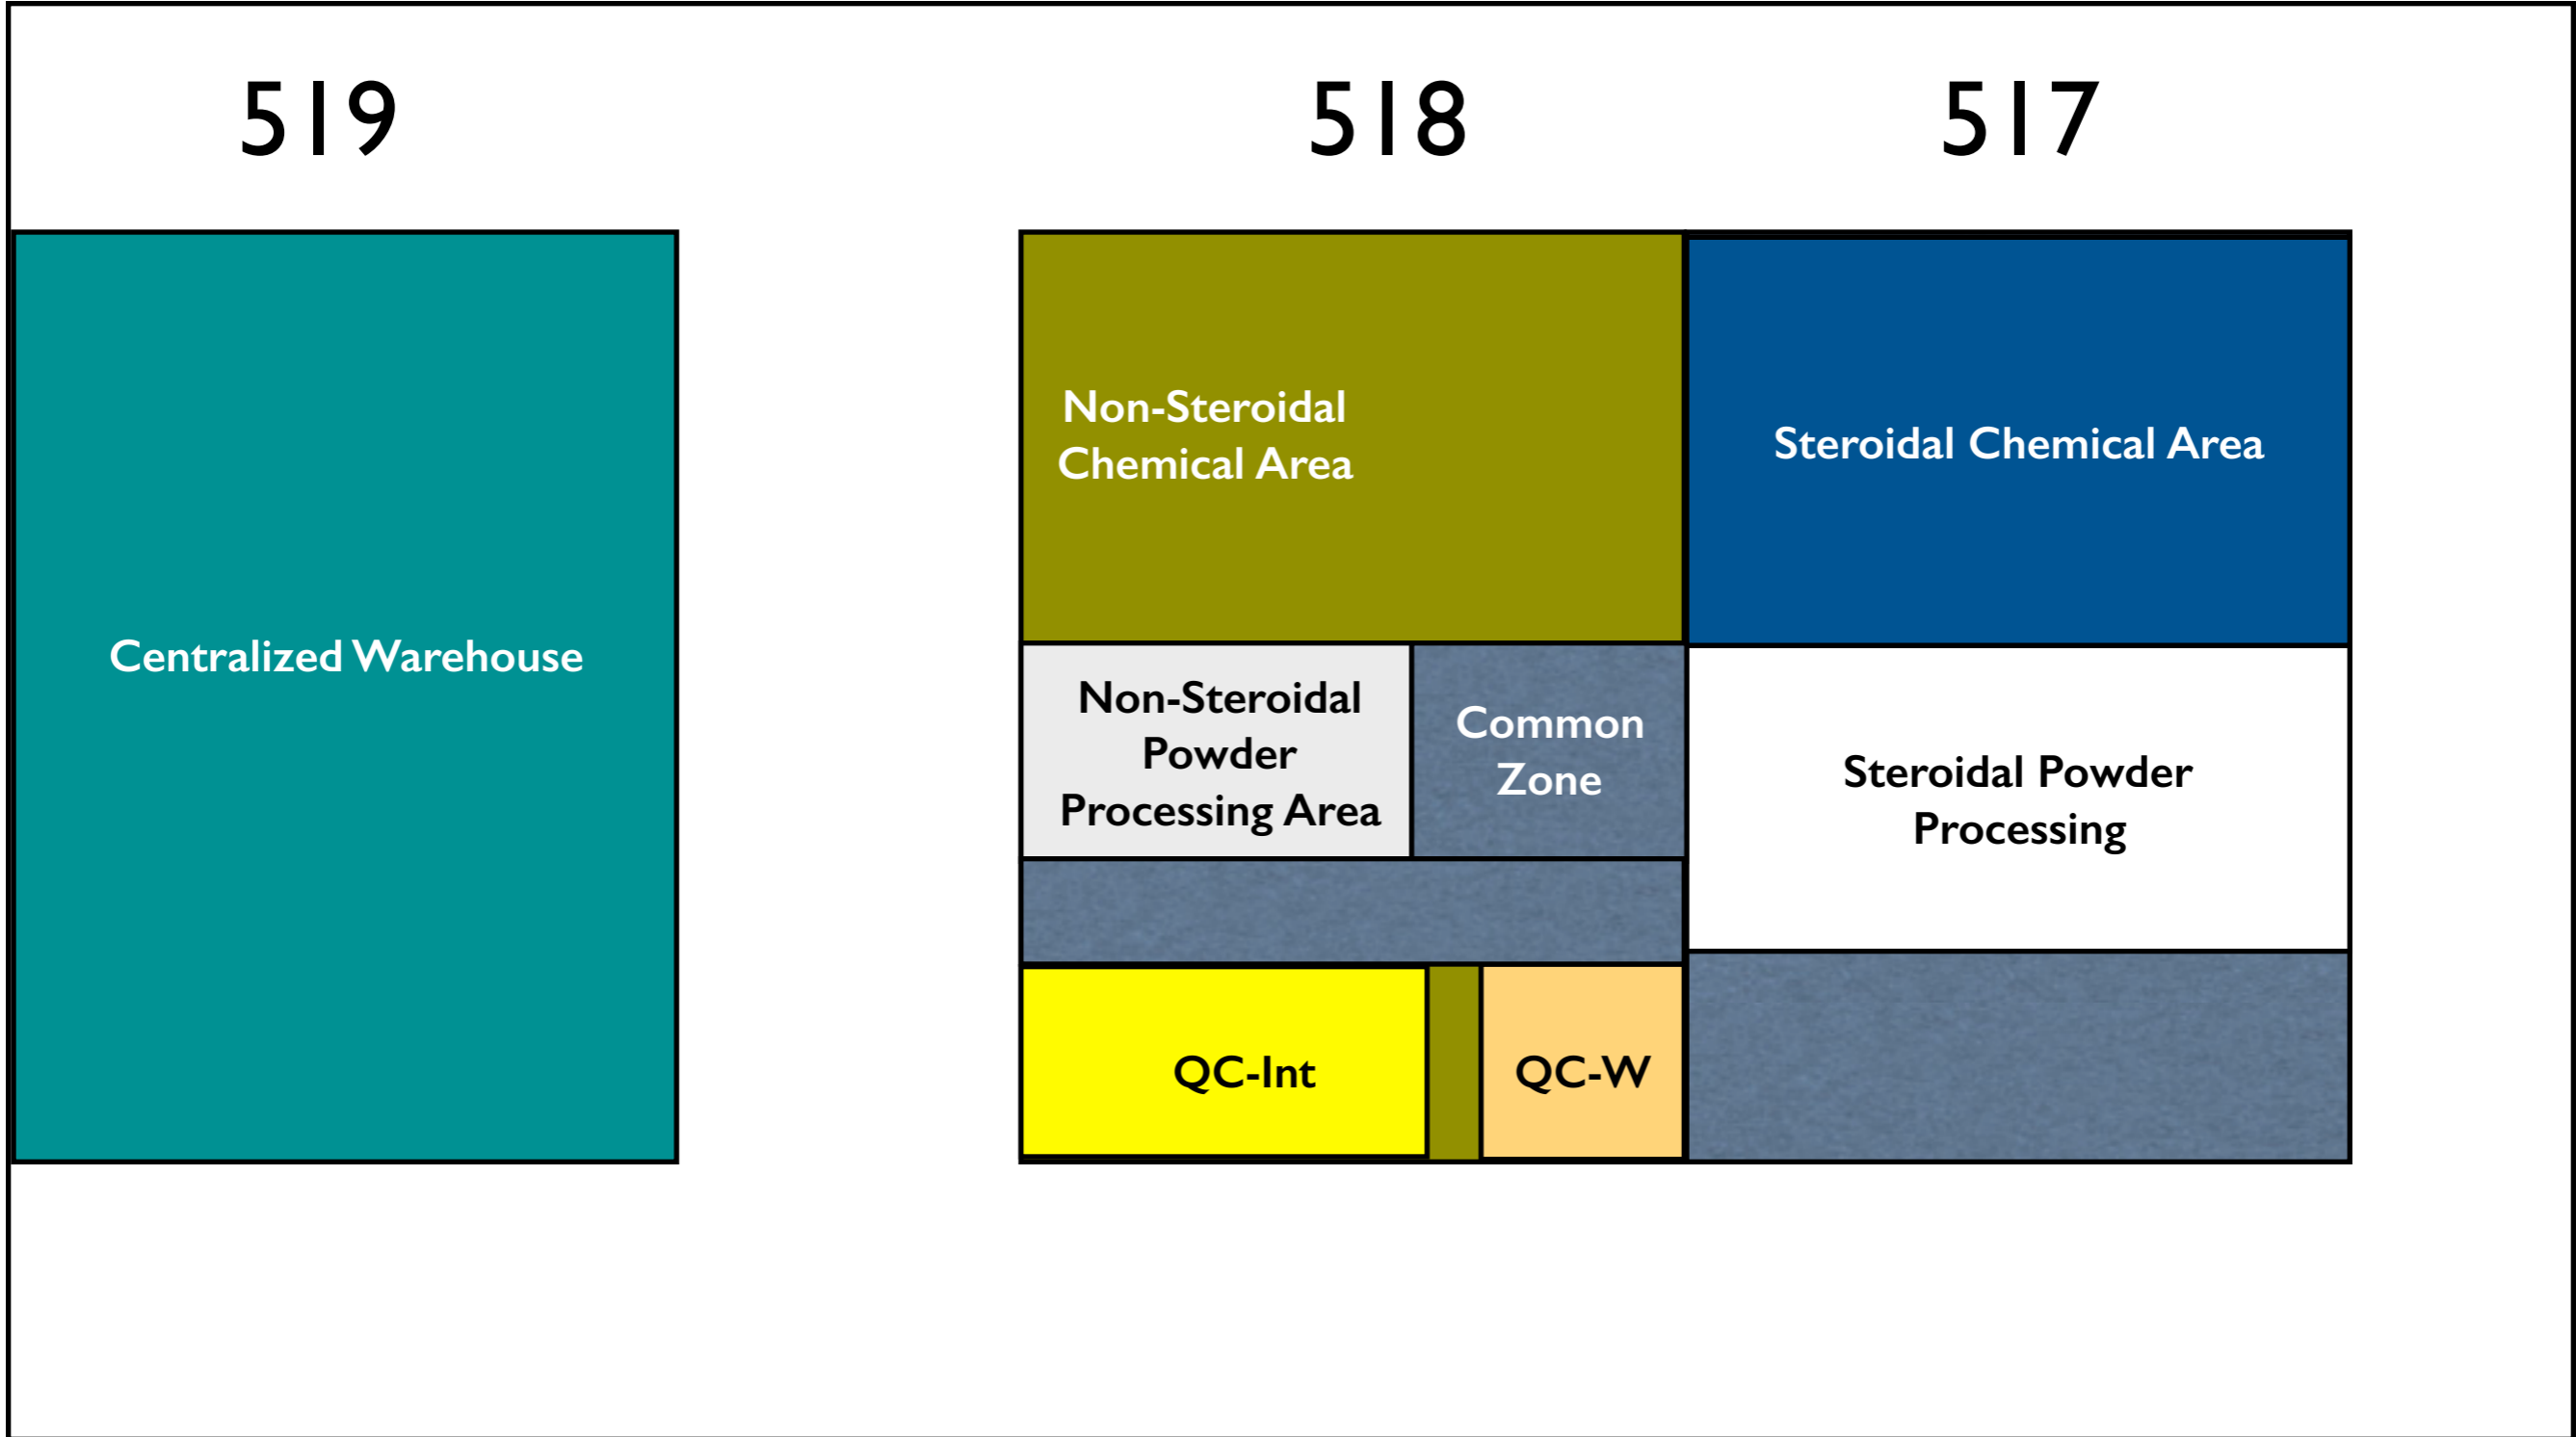 519
518
517
Non-Steroidal
Chemical Area
Steroidal Chemical Area
Centralized Warehouse
Non-Steroidal
Powder
Processing Area
Common
Zone
Steroidal Powder
Processing
QC-Int
QC-W